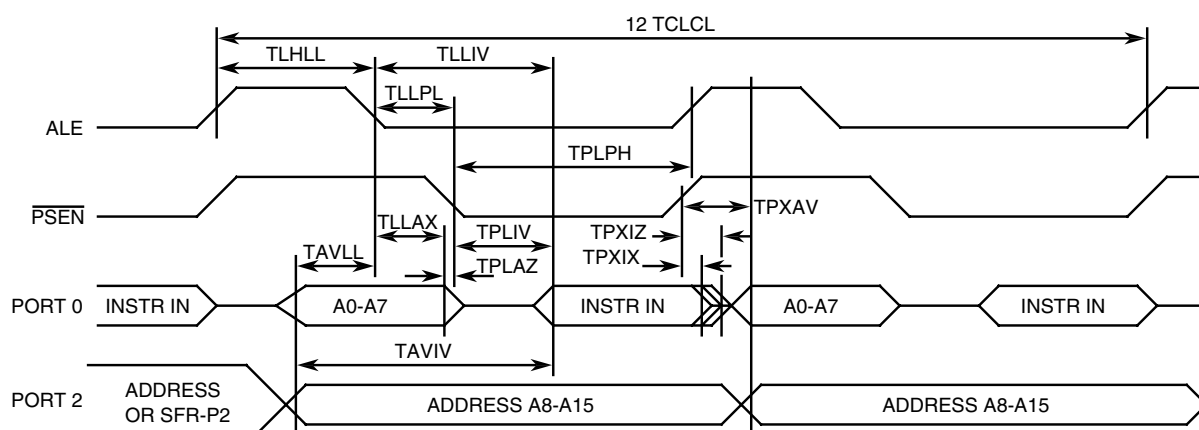 12 TCLCL
TLHLL TLLIV
TLLPL
ALE
TPLPH
PSEN
TLLAX TPLIV TPXIZ TPXAV
TAVLL TPLAZ TPXIX
PORT 0 INSTR IN A0-A7 INSTR IN A0-A7 INSTR IN
TAVIV
PORT 2 ADDRESS OR SFR-P2 ADDRESS A8-A15 ADDRESS A8-A15